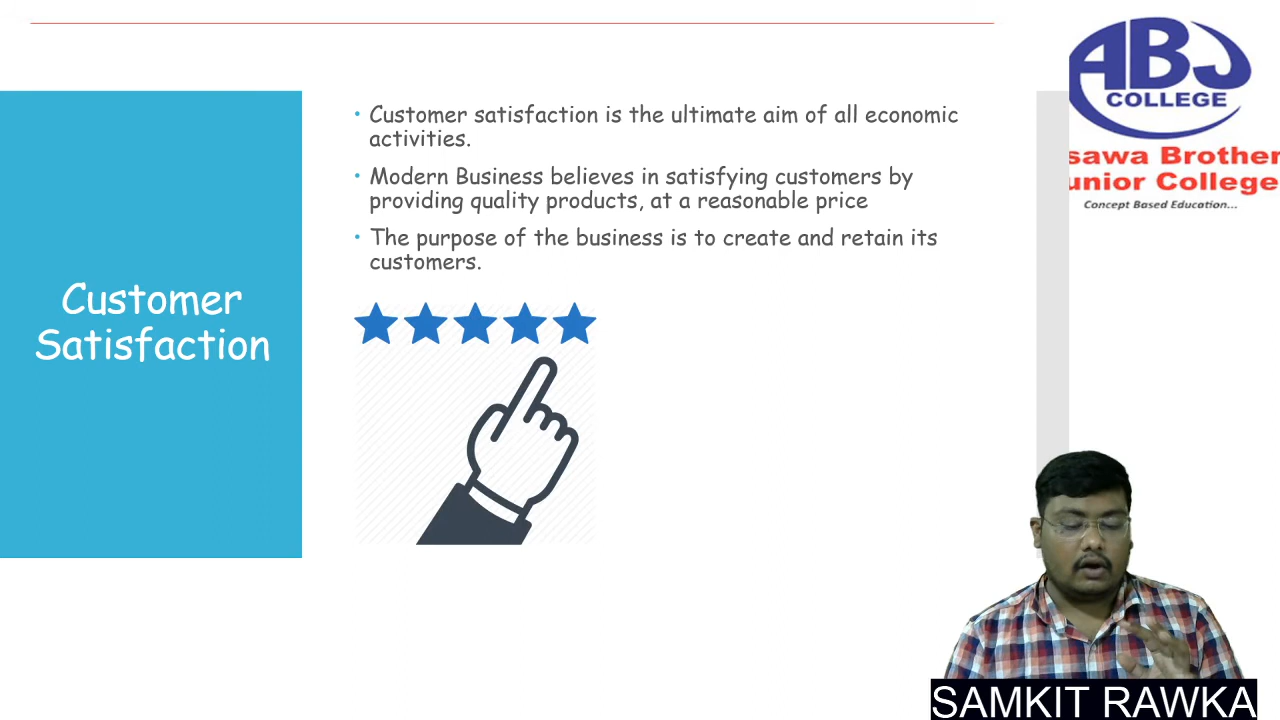 Customer
Satisfaction
• Customer satisfaction is the ultimate aim of all economic
activities.
• Modern Business believes in satisfying customers by
providing quality products, at a reasonable price
• The purpose of the business is to create and retain its
customers.
ABJ
COLLEGE
sawa Brother
unior College
Concept Based Education...
SAMKIT RAWKA